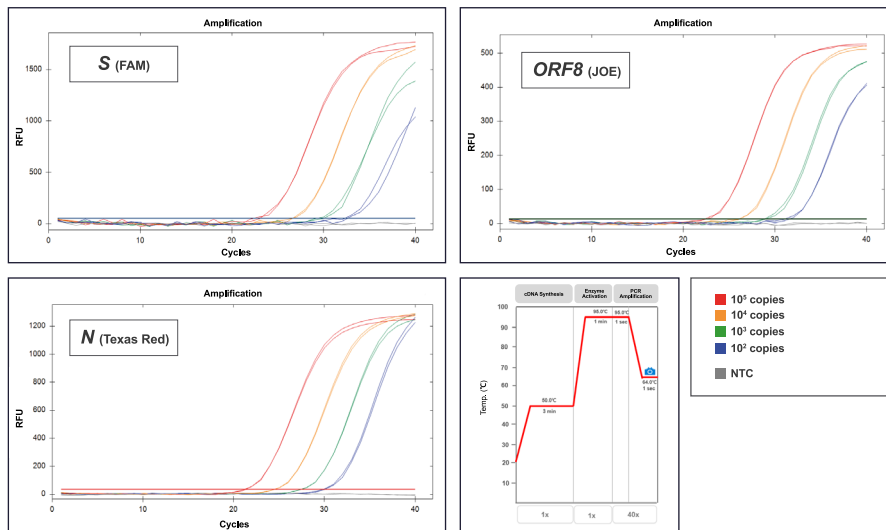 Amplification
S (FAM)
RFU
1500
1000
500
0
0
10
20
30
40
Cycles
Amplification
ORF8 (JOE)
RFU
500
400
300
200
100
0
0
10
20
30
40
Cycles
Amplification
N (Texas Red)
RFU
1200
1000
800
600
400
200
0
0
10
20
30
40
Cycles
cDNA Synthesis
Enzyme
Activation
PCR
Amplification
Temp. (℃)
100
90
80
70
60
50
40
30
20
10
50.0℃
3 min
95.0℃
1 min
95.0℃
1 sec
64.0℃
1 sec
1x
1x
40x
10⁵ copies
10⁴ copies
10³ copies
10² copies
NTC